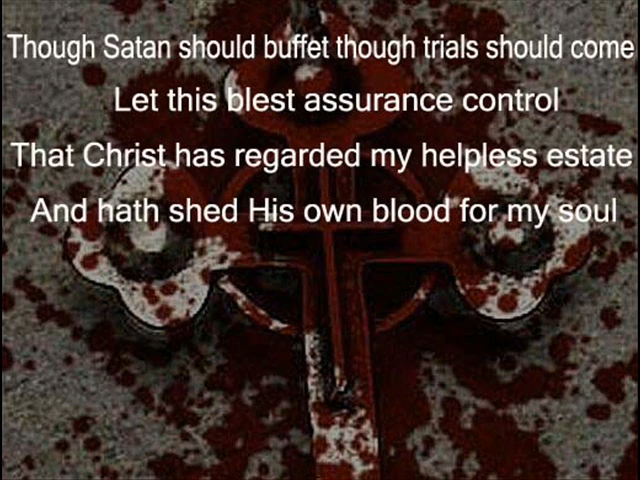 Though Satan should buffet though trials should come
Let this blest assurance control
That Christ has regarded my helpless estate
And hath shed His own blood for my soul